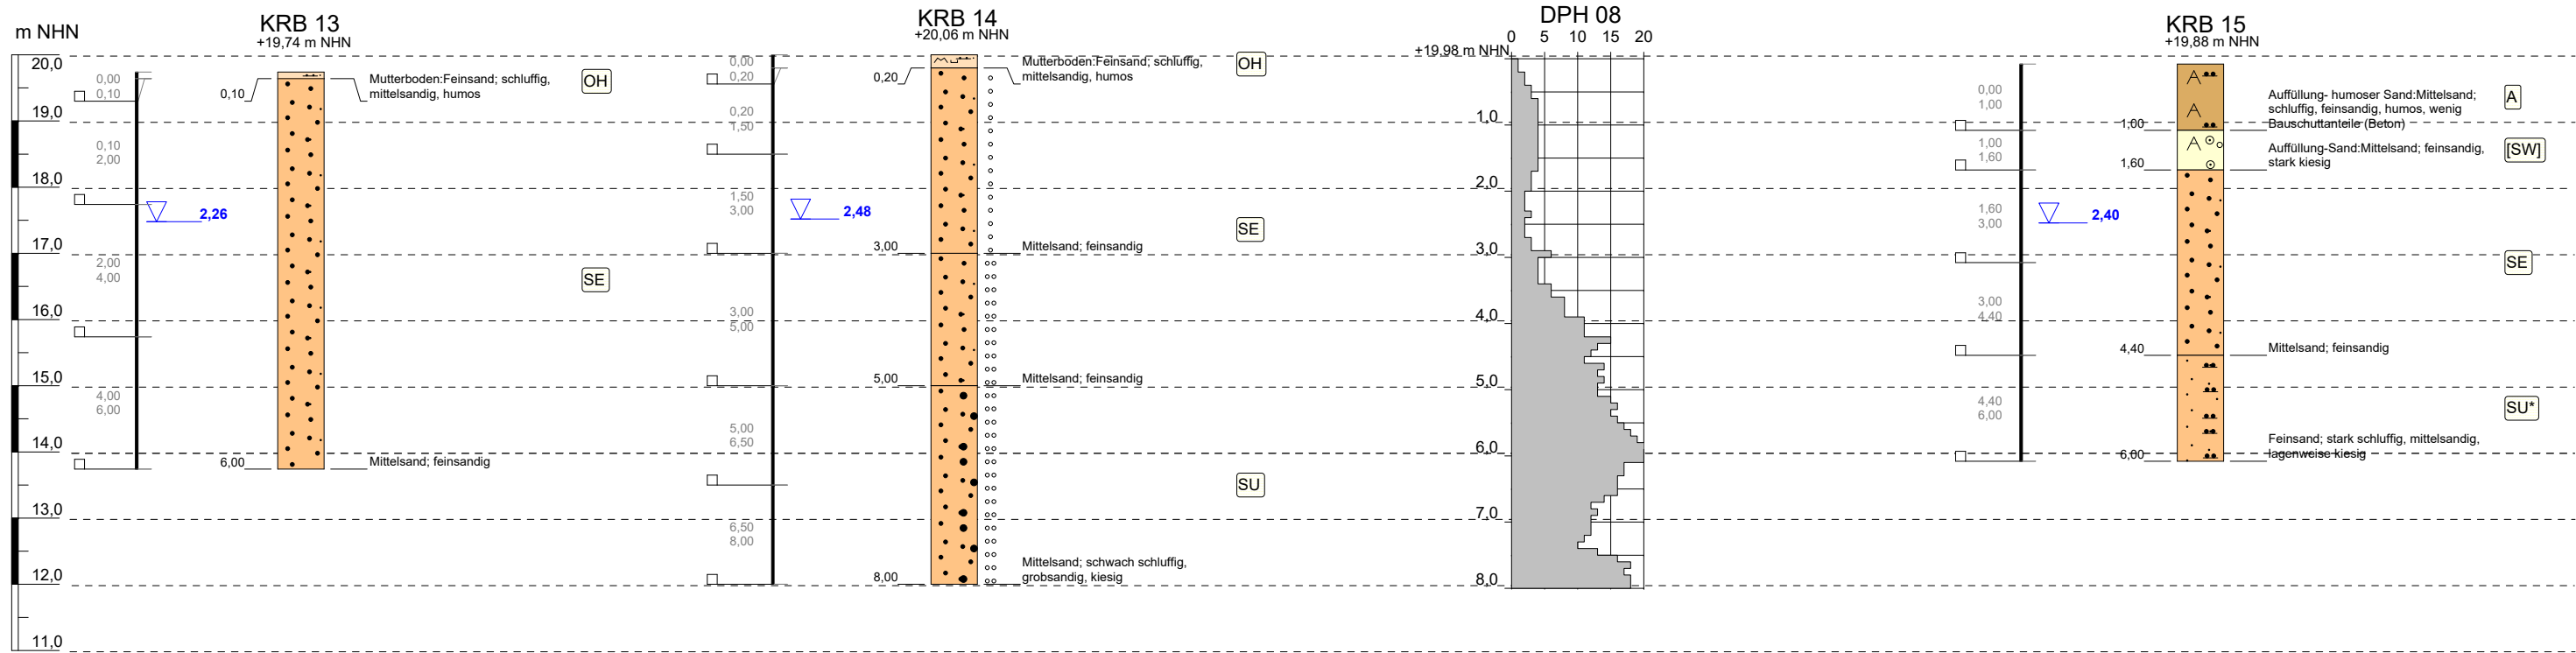 m NHN
20,0
19,0
18,0
17,0
16,0
15,0
14,0
13,0
12,0
11,0
KRB 13
+19,74 m NHN
0,00
0,10
0,10
2,00
2,00
4,00
4,00
6,00
2,26
0,10
6,00
Mutterboden:Feinsand; schluffig,
mittelsandig, humos
Mittelsand; feinsandig
OH
SE
KRB 14
+20,06 m NHN
0,00
0,20
0,20
1,50
1,50
3,00
3,00
5,00
5,00
6,50
6,50
8,00
2,48
0,20
3,00
5,00
8,00
Mutterboden:Feinsand; schluffig,
mittelsandig, humos
Mittelsand; feinsandig
Mittelsand; feinsandig
Mittelsand; schwach schluffig,
grobsandig, kiesig
OH
SE
SU
DPH 08
0 5 10 15 20
+19,98 m NHN
1,0
2,0
3,0
4,0
5,0
6,0
7,0
8,0
KRB 15
+19,88 m NHN
0,00
1,00
1,00
1,60
1,60
3,00
3,00
4,40
4,40
6,00
2,40
1,00
1,60
4,40
6,00
A
A
A
Auffüllung- humoser Sand:Mittelsand;
schluffig, feinsandig, humos, wenig
Bauschuttanteile (Beton)
Auffüllung-Sand:Mittelsand; feinsandig,
stark kiesig
Mittelsand; feinsandig
Feinsand; stark schluffig, mittelsandig,
lagenweise kiesig
A
[SW]
SE
SU*